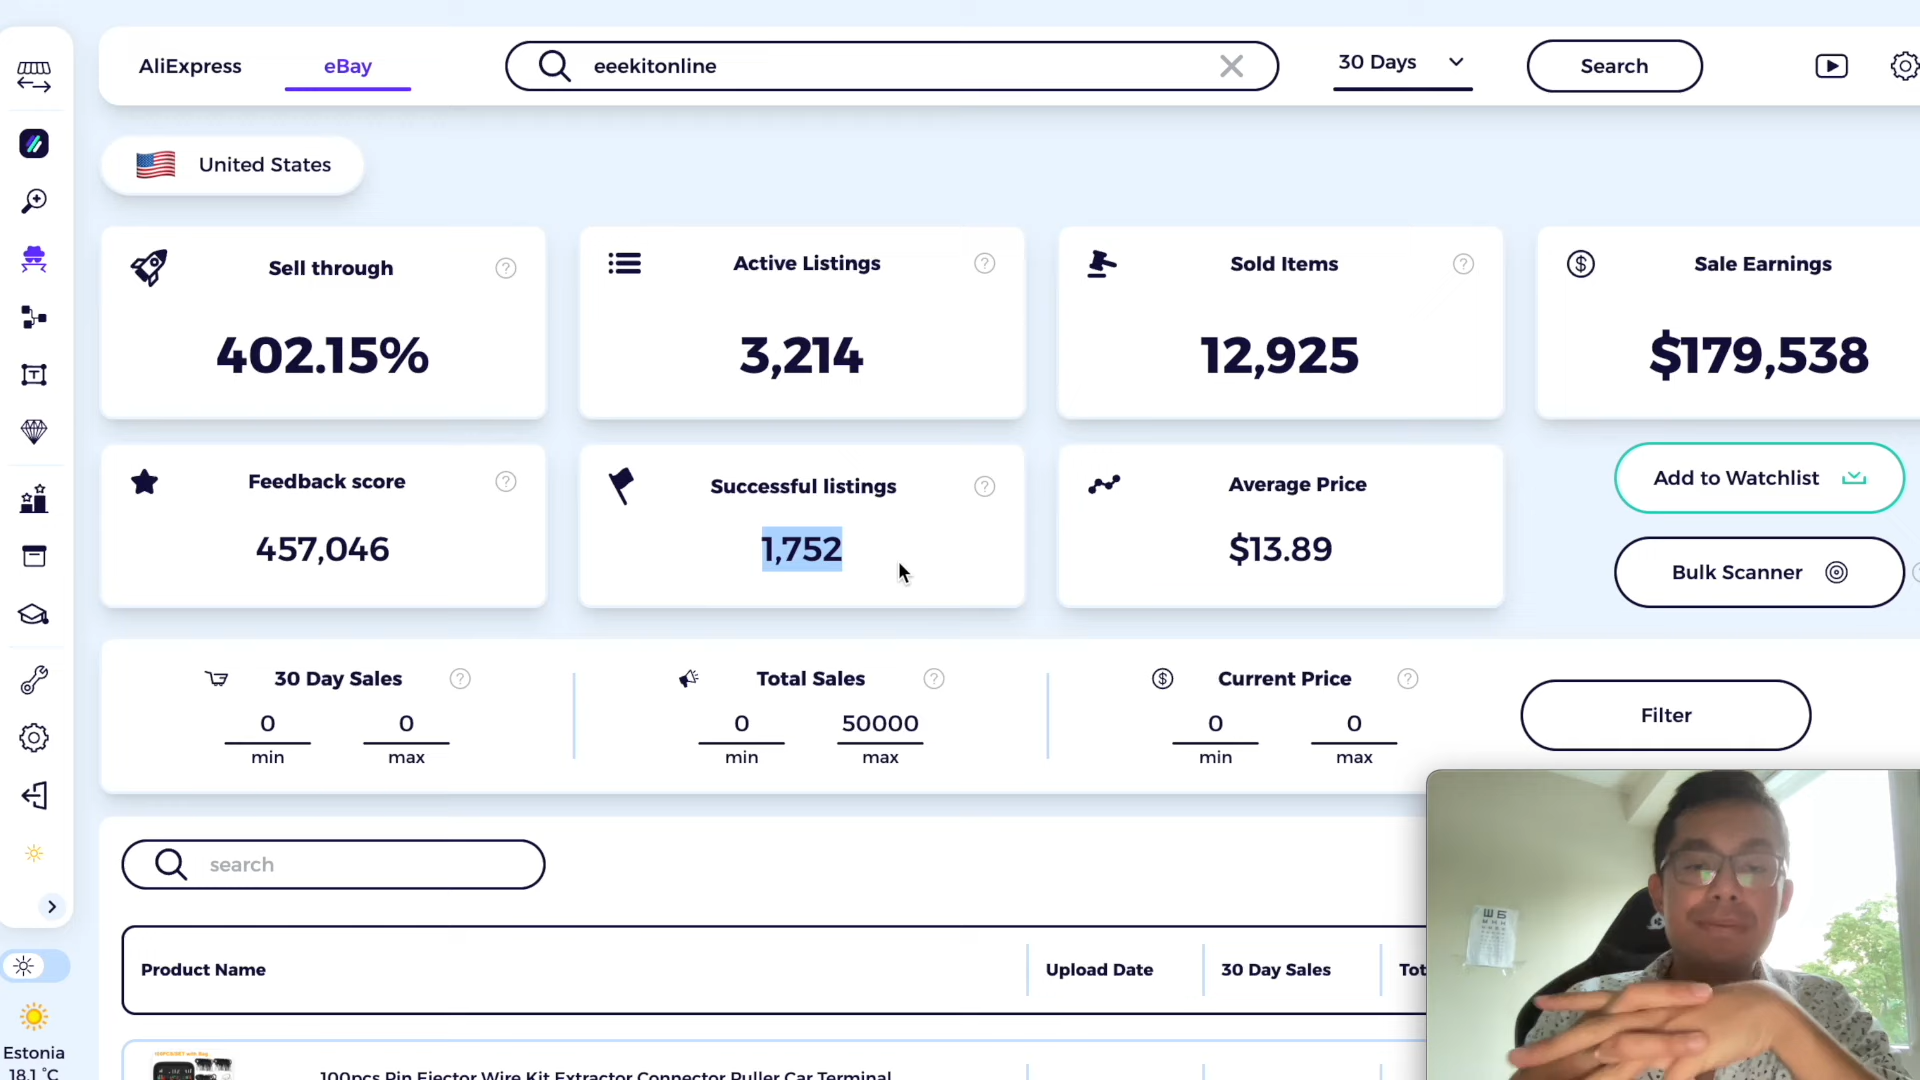 AliExpress
eBay
eeekitonline
30 Days
Search
United States
Sell through
402.15%
Active Listings
3,214
Sold Items
12,925
Sale Earnings
$179,538
Feedback score
457,046
Successful listings
1,752
Average Price
$13.89
Add to Watchlist
Bulk Scanner
30 Day Sales
0
min
0
max
Total Sales
0
min
50000
max
Current Price
0
min
0
max
Filter
search
Product Name
Upload Date
30 Day Sales
Tot
100pcs Pin Ejector Wire Kit Extractor Connector Puller Car Terminal
Estonia
18.1 °C
Ш Б